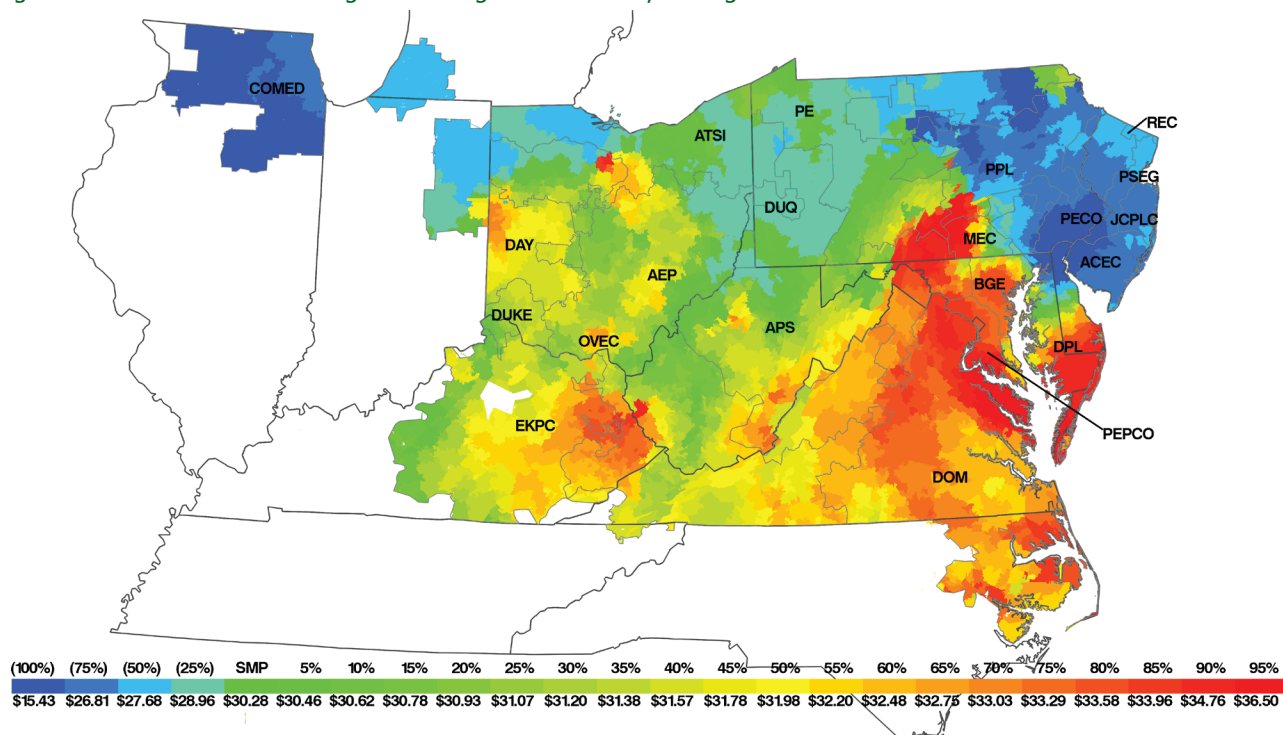 COMED
PE
ATSI
REC
PPL
PSEG
DUQ
PECO
JCPLC
MEC
DAY
ACEC
AEP
BGE
DUKE
APS
OVEC
DPL
EKPC
PEPCO
DOM
(100%) (75%) (50%) (25%) SMP 5% 10% 15% 20% 25% 30% 35% 40% 45% 50% 55% 60% 65% 70% 75% 80% 85% 90% 95%
$15.43 $26.81 $27.68 $28.96 $30.28 $30.46 $30.62 $30.78 $30.93 $31.07 $31.20 $31.38 $31.57 $31.78 $31.98 $32.20 $32.48 $32.75 $33.03 $33.29 $33.58 $33.96 $34.76 $36.50